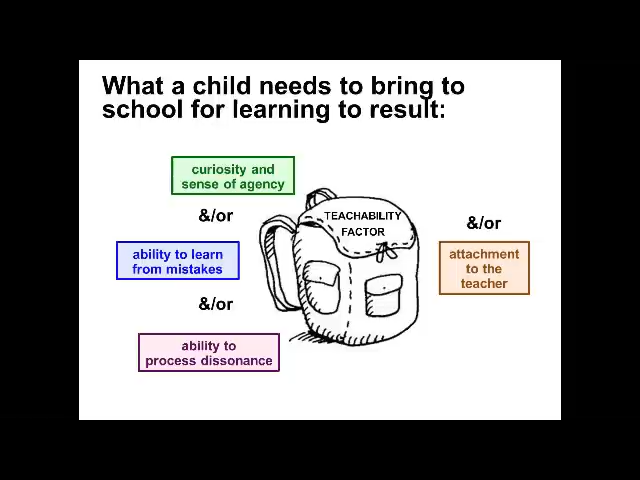 What a child needs to bring to
school for learning to result:
curiosity and
sense of agency
&/or
ability to learn
from mistakes
&/or
ability to
process dissonance
TEACHABILITY
FACTOR
&/or
attachment
to the
teacher